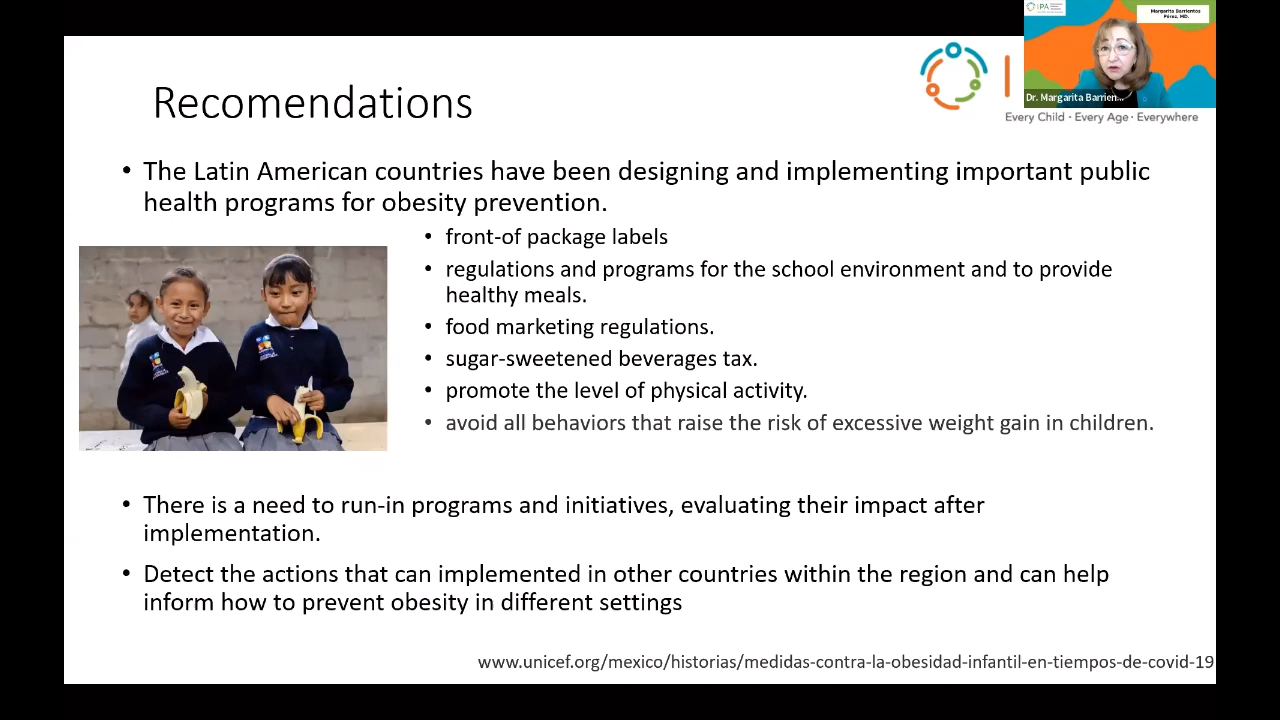 IPA
Margarita Barrientos
Pérez, MD.
Dr. Margarita Barrien...
Recomendations
Every Child · Every Age · Everywhere
• The Latin American countries have been designing and implementing important public
health programs for obesity prevention.
• front-of package labels
• regulations and programs for the school environment and to provide
healthy meals.
• food marketing regulations.
• sugar-sweetened beverages tax.
• promote the level of physical activity.
• avoid all behaviors that raise the risk of excessive weight gain in children.
• There is a need to run-in programs and initiatives, evaluating their impact after
implementation.
• Detect the actions that can implemented in other countries within the region and can help
inform how to prevent obesity in different settings
www.unicef.org/mexico/historias/medidas-contra-la-obesidad-infantil-en-tiempos-de-covid-19